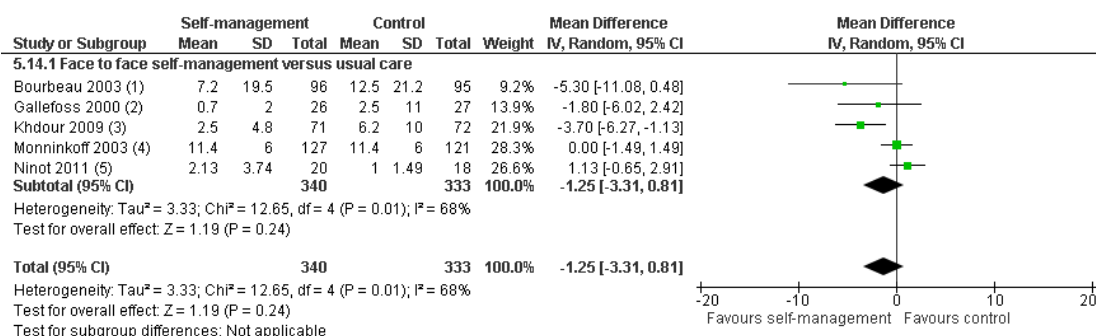 Self-management Control Mean Difference Mean Difference
Study or Subgroup Mean SD Total Mean SD Total Weight IV, Random, 95% CI IV, Random, 95% CI
5.14.1 Face to face self-management versus usual care
Bourbeau 2003 (1) 7.2 19.5 96 12.5 21.2 95 9.2% -5.30 [-11.08, 0.48]
Gallefoss 2000 (2) 0.7 2 26 2.5 11 27 13.9% -1.80 [-6.02, 2.42]
Khdour 2009 (3) 2.5 4.8 71 6.2 10 72 21.9% -3.70 [-6.27, -1.13]
Monninkoff 2003 (4) 11.4 6 127 11.4 6 121 28.3% 0.00 [-1.49, 1.49]
Ninot 2011 (5) 2.13 3.74 20 1 1.49 18 26.6% 1.13 [-0.65, 2.91]
Subtotal (95% CI) 340 333 100.0% -1.25 [-3.31, 0.81]
Heterogeneity: Tau² = 3.33; Chi² = 12.65, df = 4 (P = 0.01); I² = 68%
Test for overall effect: Z = 1.19 (P = 0.24)
Total (95% CI) 340 333 100.0% -1.25 [-3.31, 0.81]
Heterogeneity: Tau² = 3.33; Chi² = 12.65, df = 4 (P = 0.01); I² = 68%
Test for overall effect: Z = 1.19 (P = 0.24)
Test for subgroup differences: Not applicable
-20 -10 0 10 20
Favours self-management Favours control